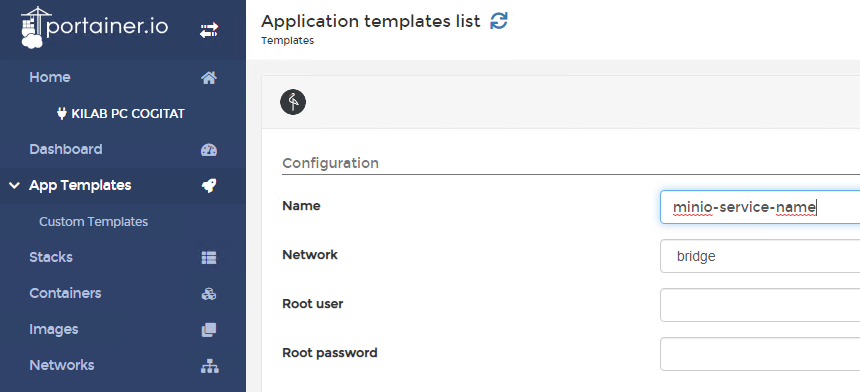 portainer.io
Home
KILAB PC COGITAT
Dashboard
App Templates
Custom Templates
Stacks
Containers
Images
Networks
Application templates list
Templates
Configuration
Name
minio-service-name
Network
bridge
Root user
Root password